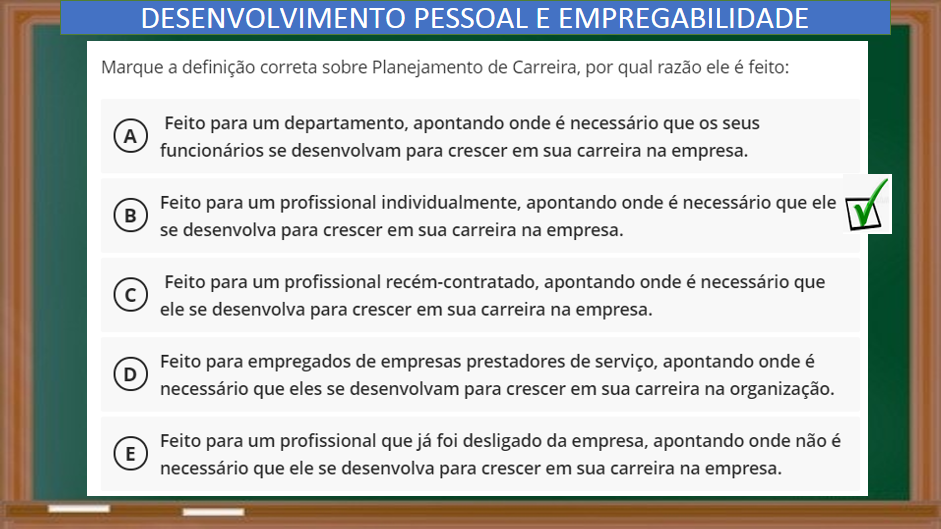 DESENVOLVIMENTO PESSOAL E EMPREGABILIDADE
Marque a definição correta sobre Planejamento de Carreira, por qual razão ele é feito:
A
Feito para um departamento, apontando onde é necessário que os seus
funcionários se desenvolvam para crescer em sua carreira na empresa.
B
Feito para um profissional individualmente, apontando onde é necessário que ele
se desenvolva para crescer em sua carreira na empresa.
C
Feito para um profissional recém-contratado, apontando onde é necessário que
ele se desenvolva para crescer em sua carreira na empresa.
D
Feito para empregados de empresas prestadores de serviço, apontando onde é
necessário que eles se desenvolvam para crescer em sua carreira na organização.
E
Feito para um profissional que já foi desligado da empresa, apontando onde não é
necessário que ele se desenvolva para crescer em sua carreira na empresa.